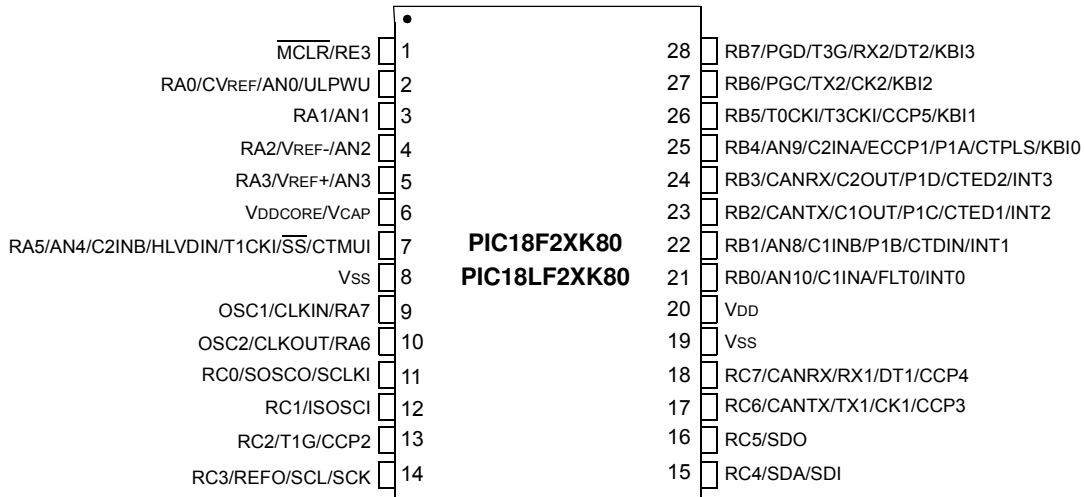 MCLR/RE3 1
RA0/CVREF/AN0/ULPWU 2
RA1/AN1 3
RA2/VREF-/AN2 4
RA3/VREF+/AN3 5
VDDCORE/VCAP 6
RA5/AN4/C2INB/HLVDIN/T1CKI/SS/CTMUI 7
VSS 8
OSC1/CLKIN/RA7 9
OSC2/CLKOUT/RA6 10
RC0/SOSCO/SCLKI 11
RC1/ISOSCI 12
RC2/T1G/CCP2 13
RC3/REFO/SCL/SCK 14
PIC18F2XK80
PIC18LF2XK80
28 RB7/PGD/T3G/RX2/DT2/KBI3
27 RB6/PGC/TX2/CK2/KBI2
26 RB5/T0CKI/T3CKI/CCP5/KBI1
25 RB4/AN9/C2INA/ECCP1/P1A/CTPLS/KBI0
24 RB3/CANRX/C2OUT/P1D/CTED2/INT3
23 RB2/CANTX/C1OUT/P1C/CTED1/INT2
22 RB1/AN8/C1INB/P1B/CTDIN/INT1
21 RB0/AN10/C1INA/FLT0/INT0
20 VDD
19 VSS
18 RC7/CANRX/RX1/DT1/CCP4
17 RC6/CANTX/TX1/CK1/CCP3
16 RC5/SDO
15 RC4/SDA/SDI